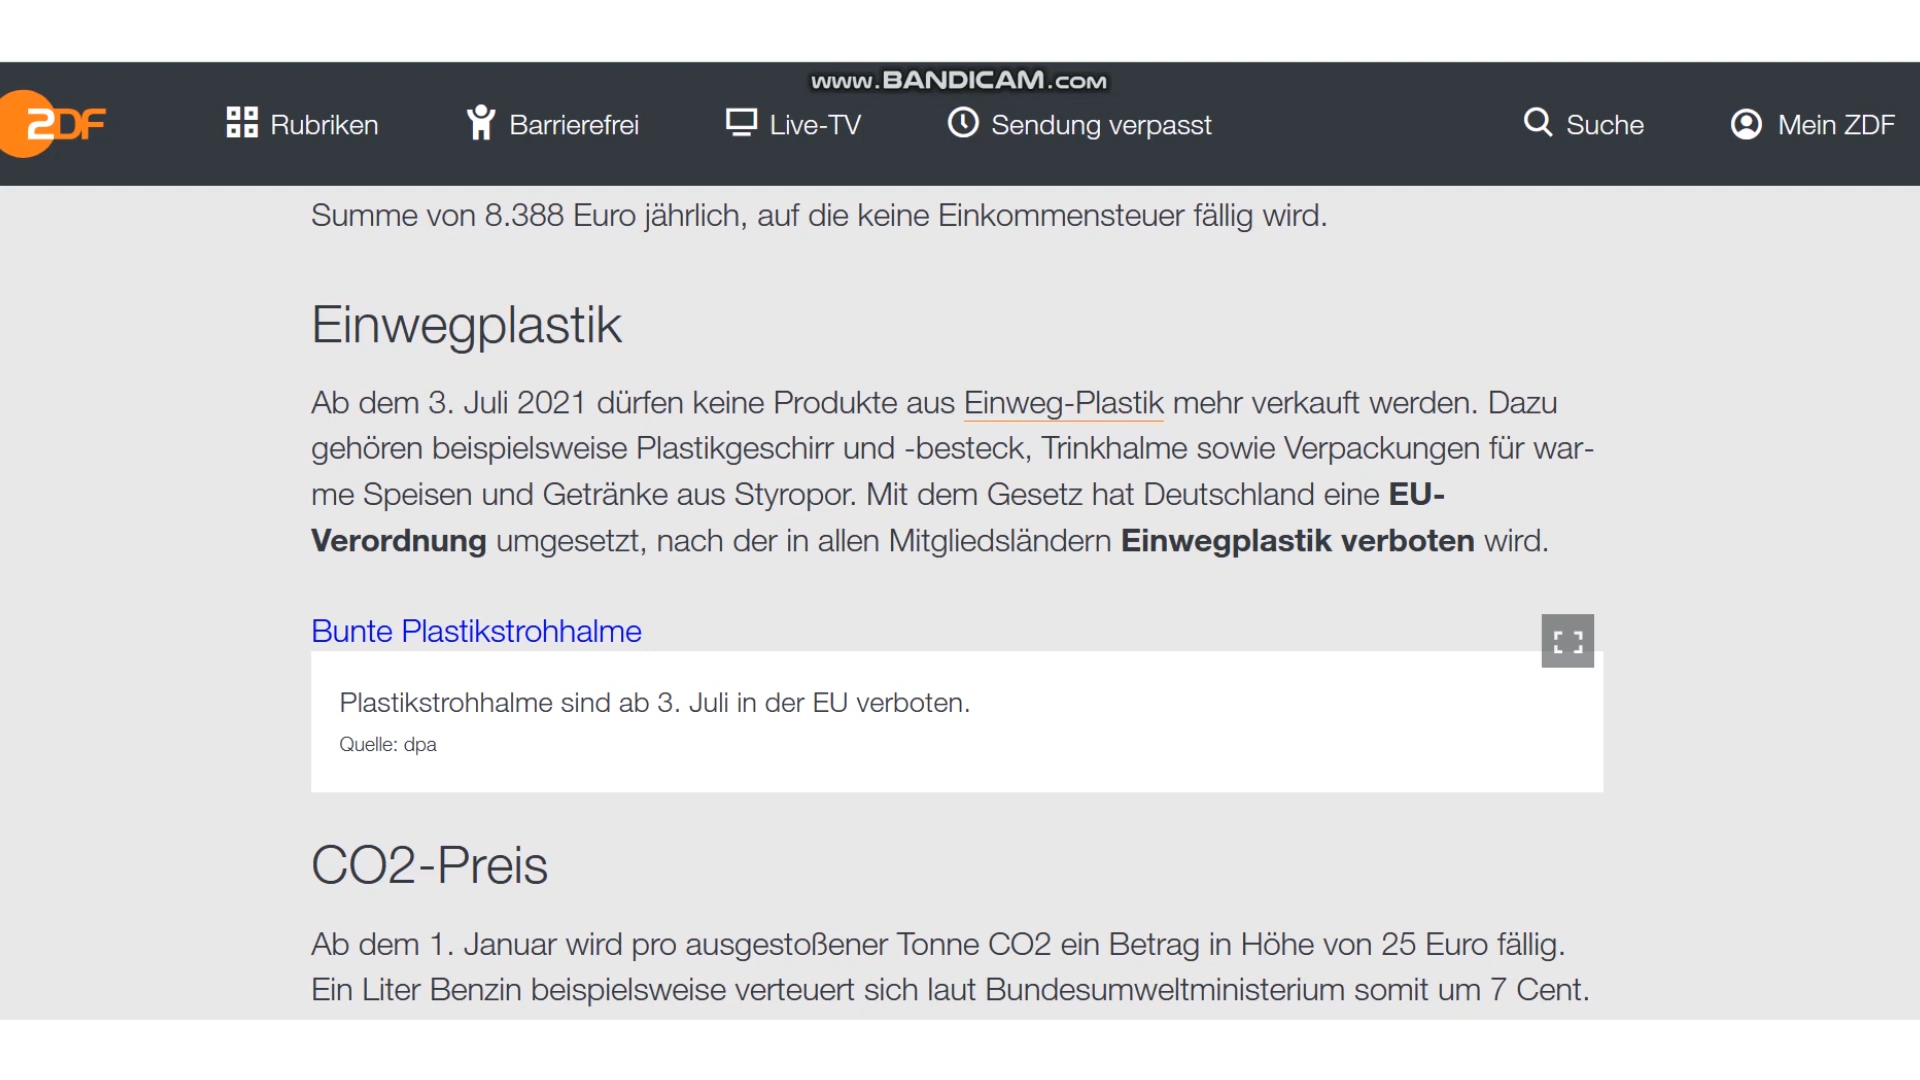 www.BANDICAM.com
ZDF Rubriken Barrierefrei Live-TV Sendung verpasst Suche Mein ZDF
Summe von 8.388 Euro jährlich, auf die keine Einkommensteuer fällig wird.
Einwegplastik
Ab dem 3. Juli 2021 dürfen keine Produkte aus Einweg-Plastik mehr verkauft werden. Dazu
gehören beispielsweise Plastikgeschirr und -besteck, Trinkhalme sowie Verpackungen für war-
me Speisen und Getränke aus Styropor. Mit dem Gesetz hat Deutschland eine EU-
Verordnung umgesetzt, nach der in allen Mitgliedsländern Einwegplastik verboten wird.
Bunte Plastikstrohhalme
Plastikstrohhalme sind ab 3. Juli in der EU verboten.
Quelle: dpa
CO2-Preis
Ab dem 1. Januar wird pro ausgestoßener Tonne CO2 ein Betrag in Höhe von 25 Euro fällig.
Ein Liter Benzin beispielsweise verteuert sich laut Bundesumweltministerium somit um 7 Cent.